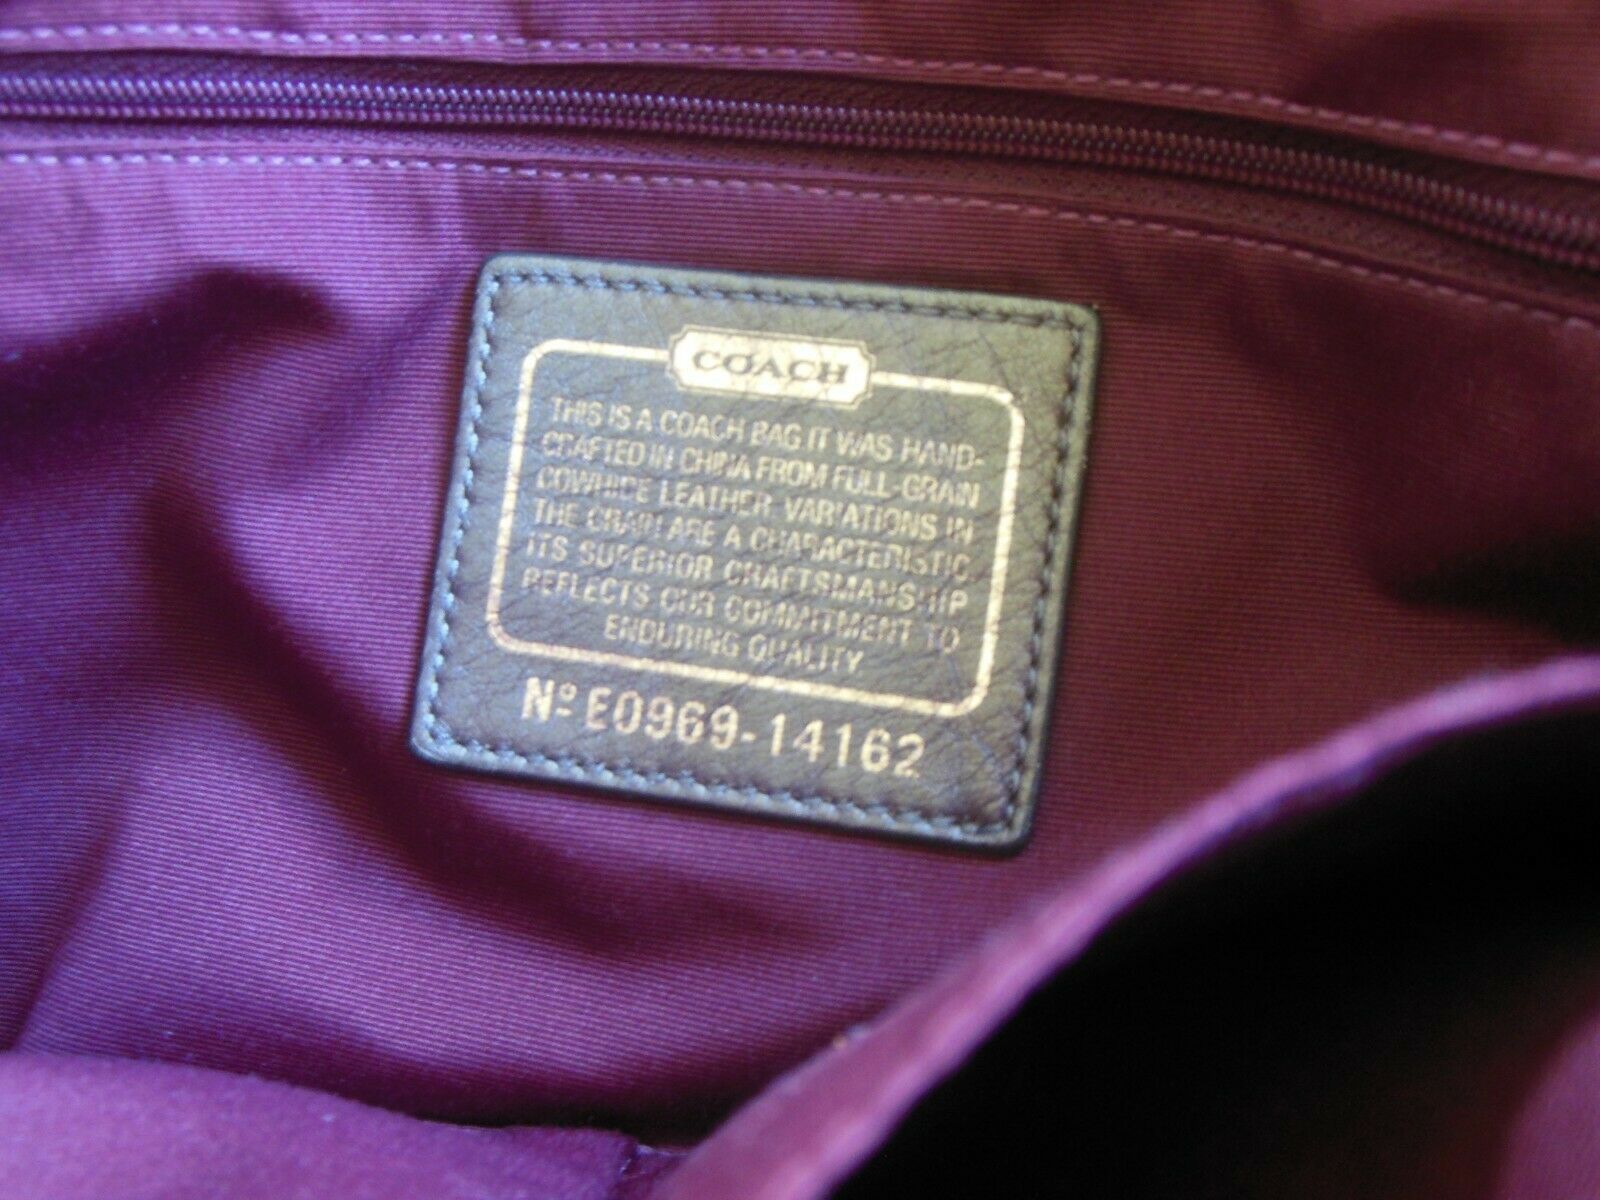 COACH
THIS IS A COACH BAG IT WAS HAND-
CRAFTED IN CHINA FROM FULL-GRAIN
COWHIDE LEATHER VARIATIONS IN
THE GRAIN ARE A CHARACTERISTIC.
ITS SUPERIOR CRAFTSMANSHIP
REFLECTS OUR COMMITMENT TO
ENDURING QUALITY.
Nº E0969-14162